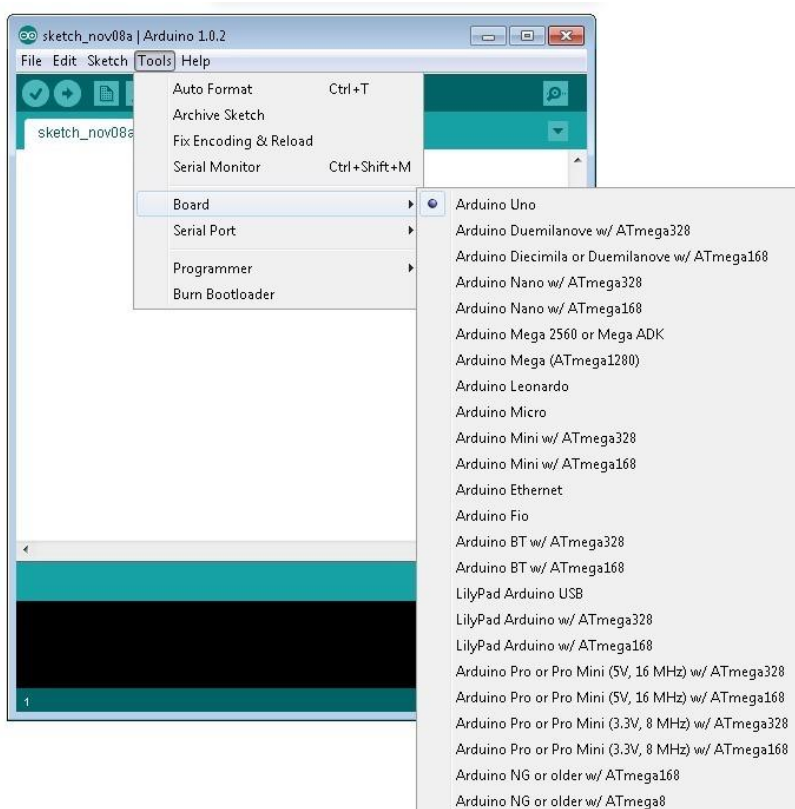 sketch_nov08a | Arduino 1.0.2
File Edit Sketch Tools Help
sketch_nov08a
Auto Format Ctrl+T
Archive Sketch
Fix Encoding & Reload
Serial Monitor Ctrl+Shift+M
Board
Serial Port
Programmer
Burn Bootloader
Arduino Uno
Arduino Duemilanove w/ ATmega328
Arduino Diecimila or Duemilanove w/ ATmega168
Arduino Nano w/ ATmega328
Arduino Nano w/ ATmega168
Arduino Mega 2560 or Mega ADK
Arduino Mega (ATmega1280)
Arduino Leonardo
Arduino Micro
Arduino Mini w/ ATmega328
Arduino Mini w/ ATmega168
Arduino Ethernet
Arduino Fio
Arduino BT w/ ATmega328
Arduino BT w/ ATmega168
LilyPad Arduino USB
LilyPad Arduino w/ ATmega328
LilyPad Arduino w/ ATmega168
Arduino Pro or Pro Mini (5V, 16 MHz) w/ ATmega328
Arduino Pro or Pro Mini (5V, 16 MHz) w/ ATmega168
Arduino Pro or Pro Mini (3.3V, 8 MHz) w/ ATmega328
Arduino Pro or Pro Mini (3.3V, 8 MHz) w/ ATmega168
Arduino NG or older w/ ATmega168
Arduino NG or older w/ ATmega8
1